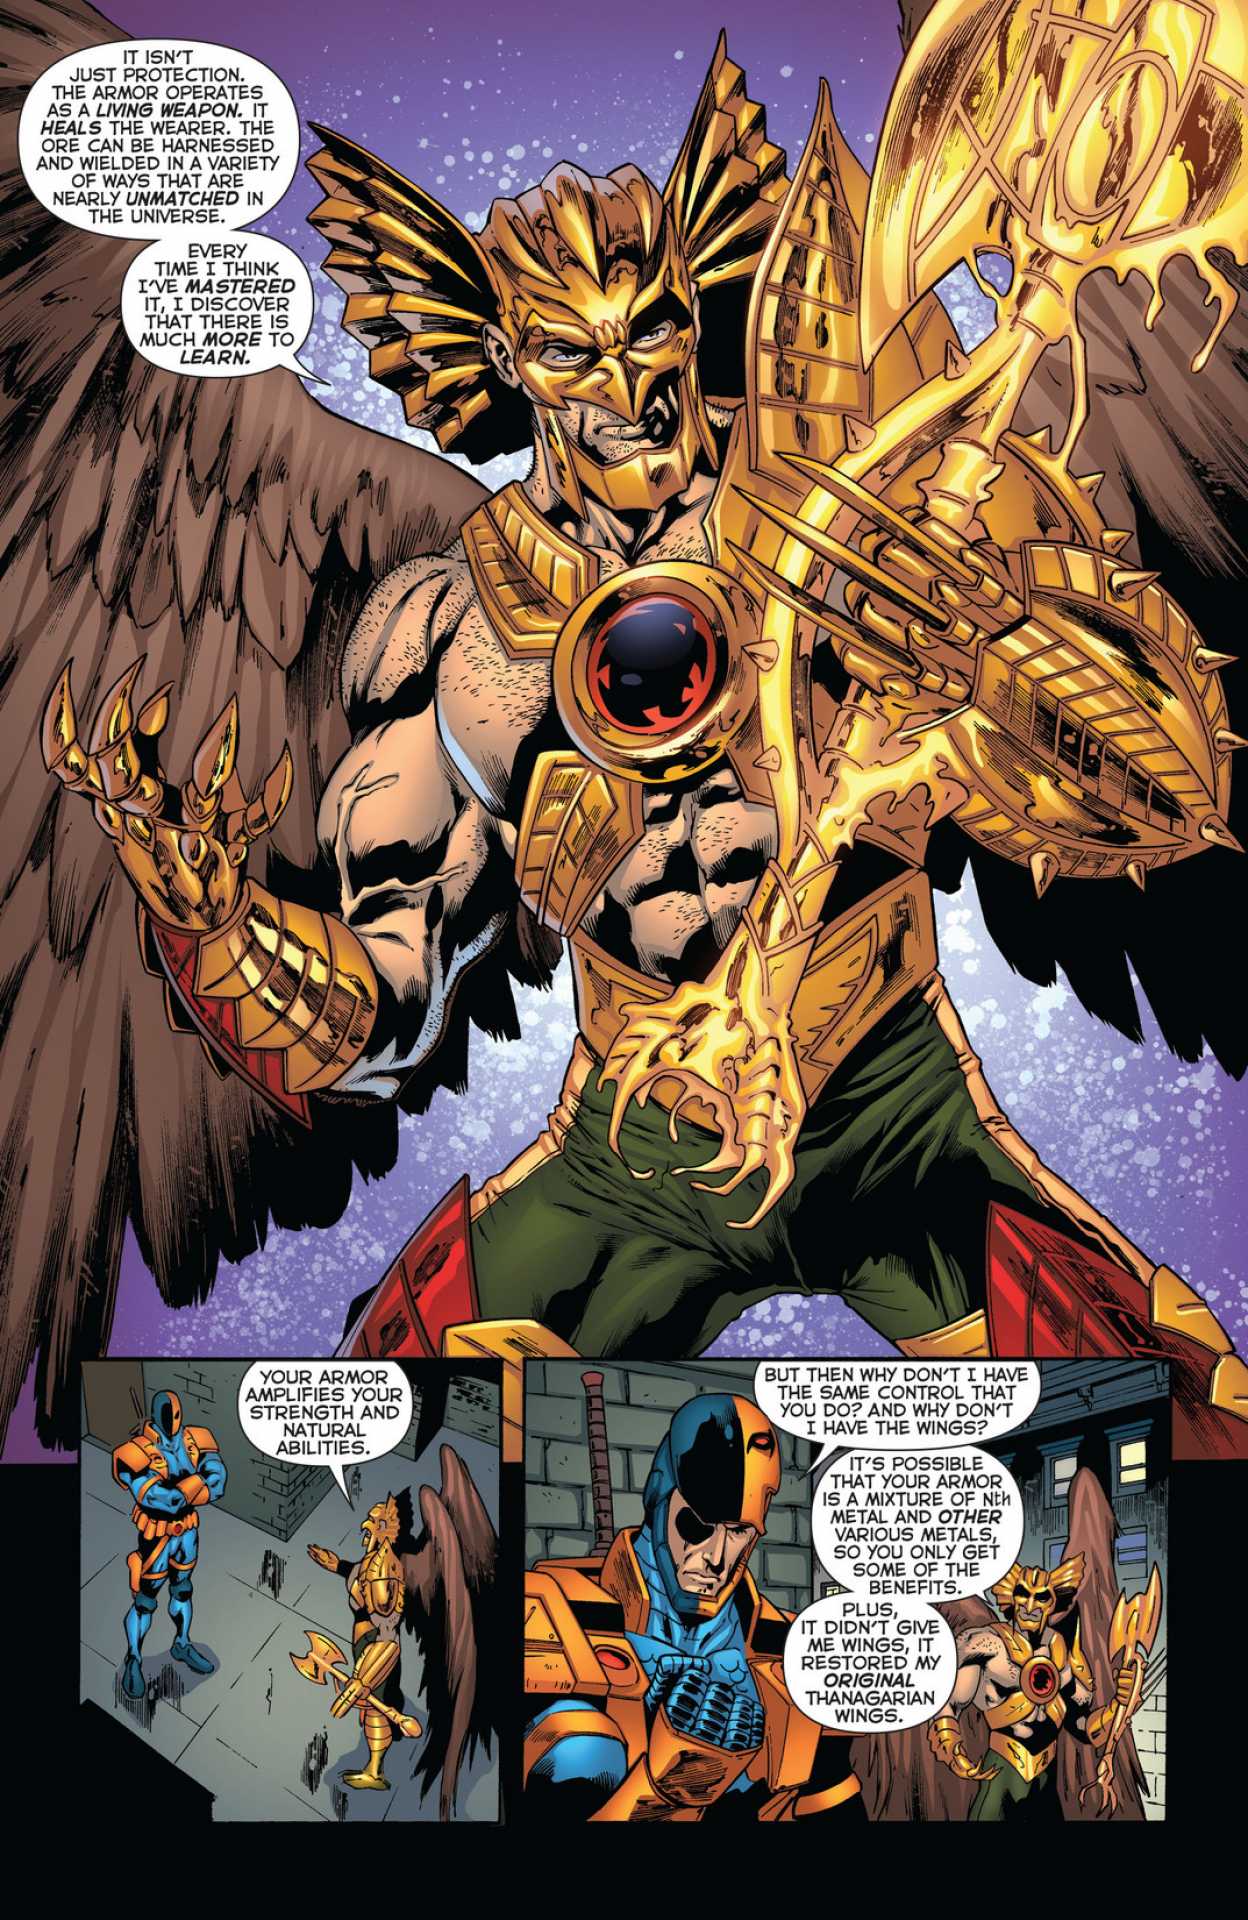 IT ISN'T
JUST PROTECTION.
THE ARMOR OPERATES
AS A LIVING WEAPON. IT
HEALS THE WEARER. THE
ORE CAN BE HARNESSED
AND WIELDED IN A VARIETY
OF WAYS THAT ARE
NEARLY UNMATCHED IN
THE UNIVERSE.
EVERY
TIME I THINK
I'VE MASTERED
IT, I DISCOVER
THAT THERE IS
MUCH MORE TO
LEARN.
YOUR ARMOR
AMPLIFIES YOUR
STRENGTH AND
NATURAL
ABILITIES.
BUT THEN WHY DON'T I HAVE
THE SAME CONTROL THAT
YOU DO? AND WHY DON'T
I HAVE THE WINGS?
IT'S POSSIBLE
THAT YOUR ARMOR
IS A MIXTURE OF Nth
METAL AND OTHER
VARIOUS METALS,
SO YOU ONLY GET
SOME OF THE
BENEFITS.
PLUS,
IT DIDN'T GIVE
ME WINGS, IT
RESTORED MY
ORIGINAL
THANAGARIAN
WINGS.